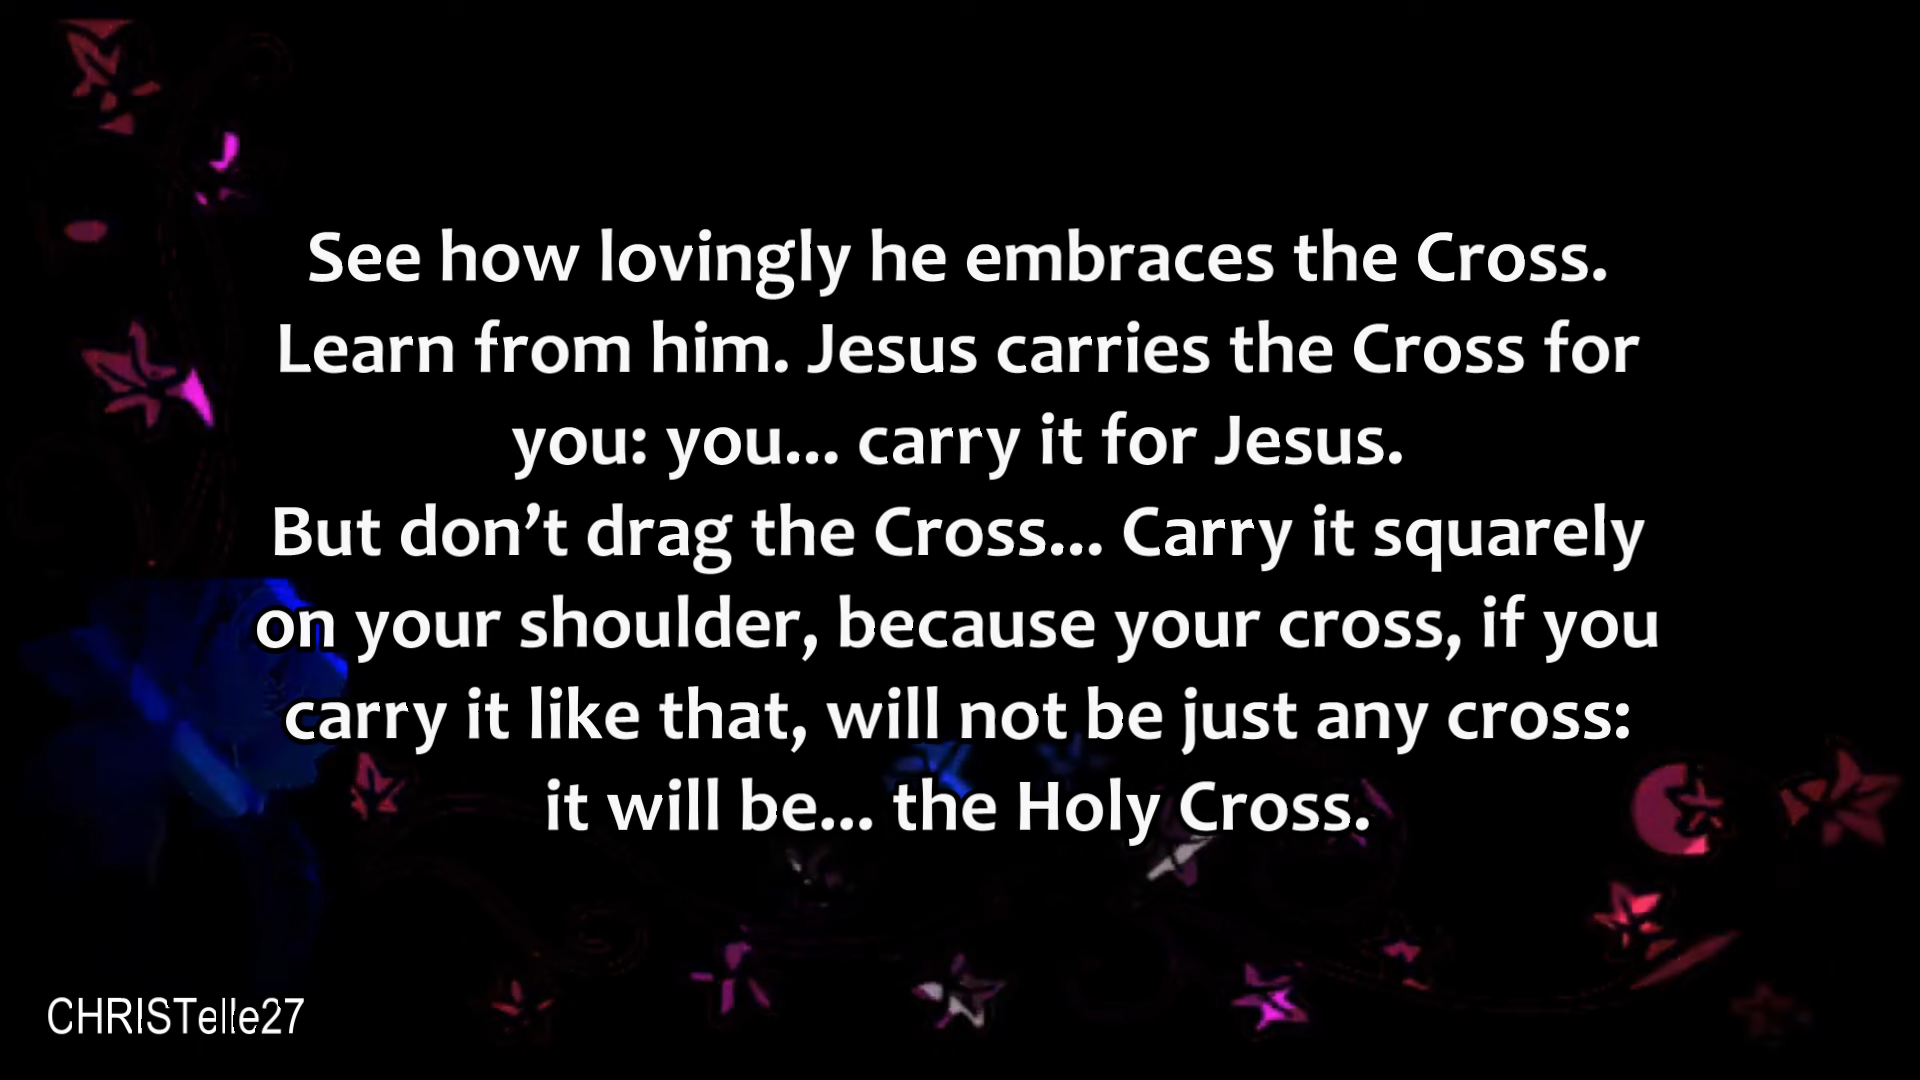 See how lovingly he embraces the Cross.
Learn from him. Jesus carries the Cross for
you: you... carry it for Jesus.
But don’t drag the Cross... Carry it squarely
on your shoulder, because your cross, if you
carry it like that, will not be just any cross:
it will be... the Holy Cross.
CHRISTelle27